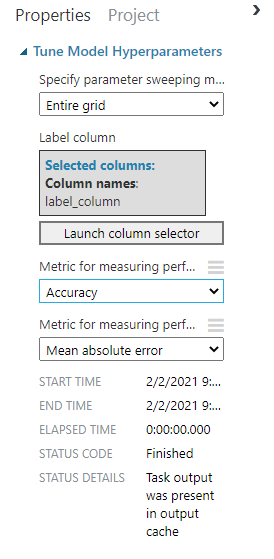 Properties Project
Tune Model Hyperparameters
Specify parameter sweeping m...
Entire grid
Label column
Selected columns:
Column names:
label_column
Launch column selector
Metric for measuring perf...
Accuracy
Metric for measuring perf...
Mean absolute error
START TIME 2/2/2021 9:...
END TIME 2/2/2021 9:...
ELAPSED TIME 0:00:00.000
STATUS CODE Finished
STATUS DETAILS Task output
was present
in output
cache